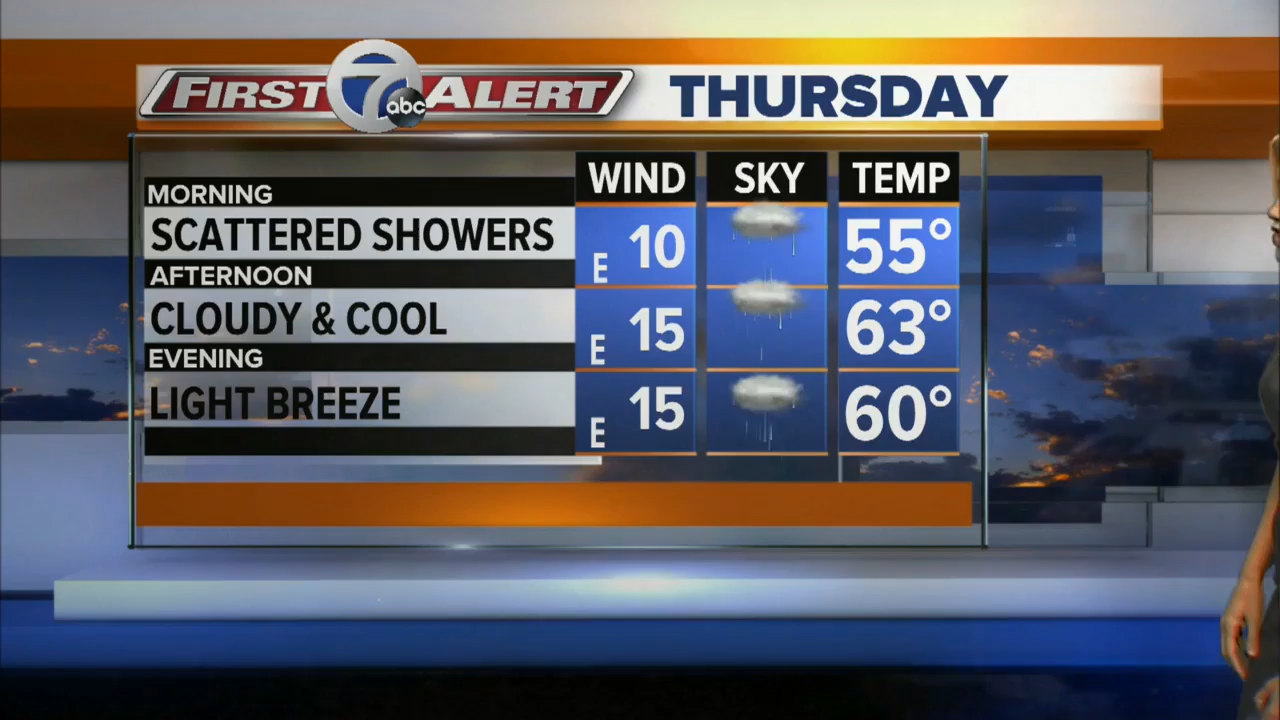 FIRST 7 abc ALERT THURSDAY
WIND SKY TEMP
MORNING
SCATTERED SHOWERS E 10 55°
AFTERNOON
CLOUDY & COOL E 15 63°
EVENING
LIGHT BREEZE E 15 60°